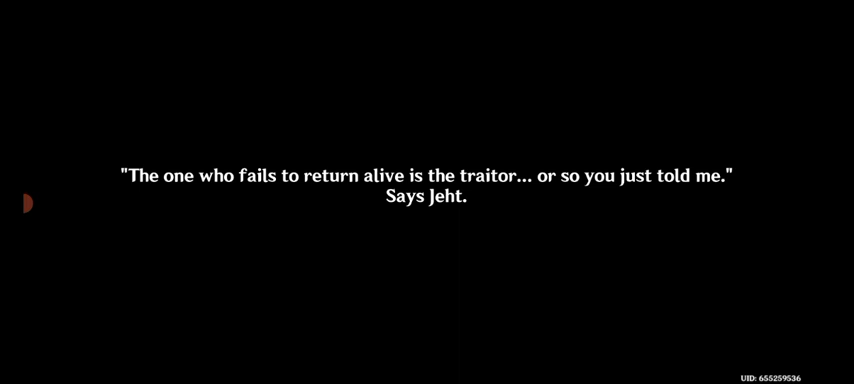 "The one who fails to return alive is the traitor... or so you just told me."
Says Jeht.
UID: 655259536